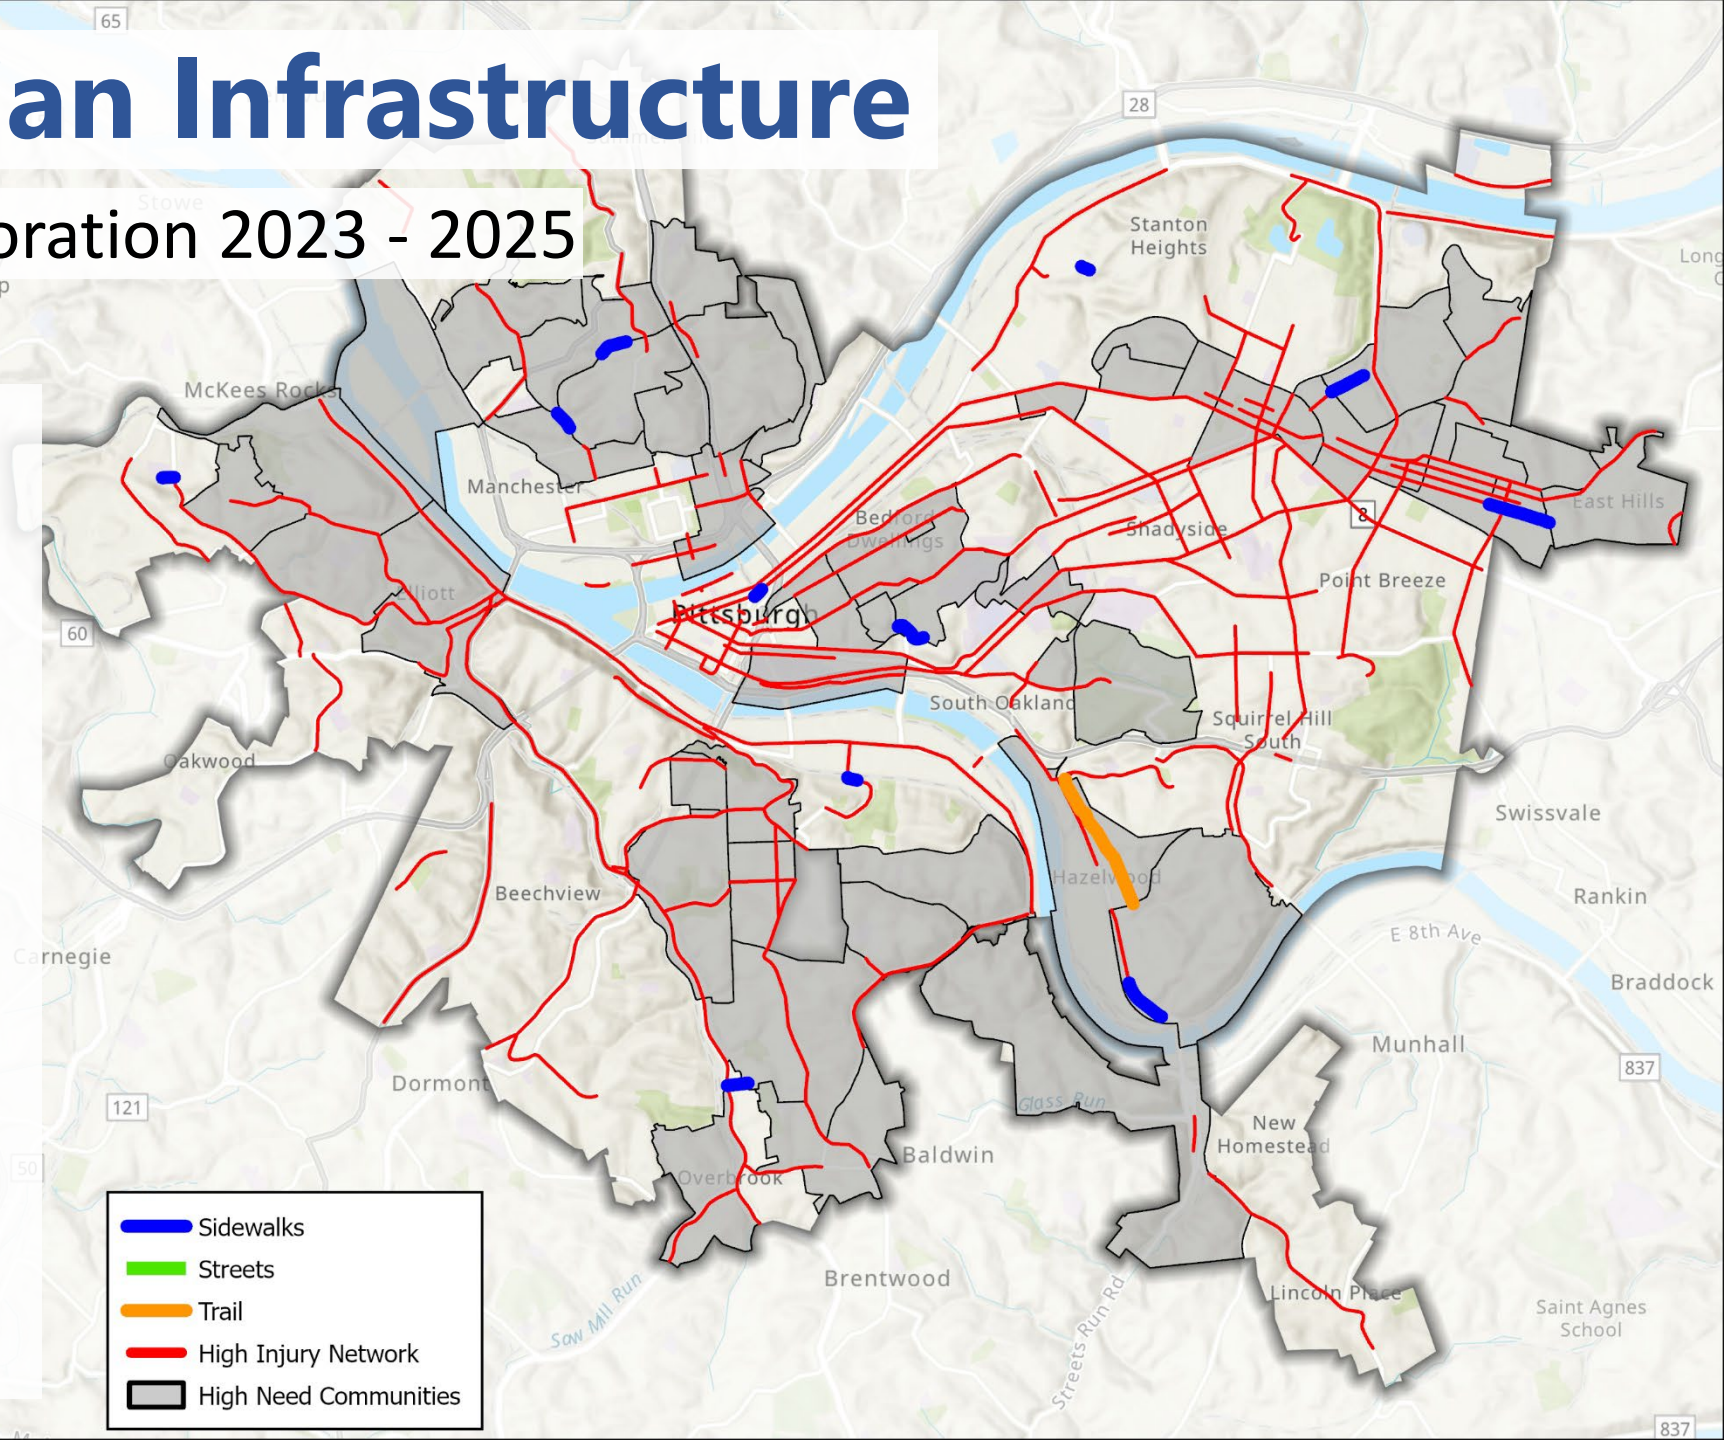 65
an Infrastructure
28
Stowe
oration 2023 - 2025
Stanton
Heights
Long
McKees Rocks
Manchester
Bedford
Dwellings
Shadyside
8
East Hills
Elliott
Pittsburgh
Point Breeze
60
South Oakland
Squirrel Hill
South
Oakwood
Swissvale
Hazelwood
Beechview
Rankin
E 8th Ave
Carnegie
Braddock
Munhall
837
Dormont
121
Glass Run
New
Homestead
Baldwin
50
Overbrook
Sidewalks
Streets
Trail
High Injury Network
High Need Communities
Brentwood
Saw Mill Run
Streets Run Rd
Lincoln Place
Saint Agnes
School
837